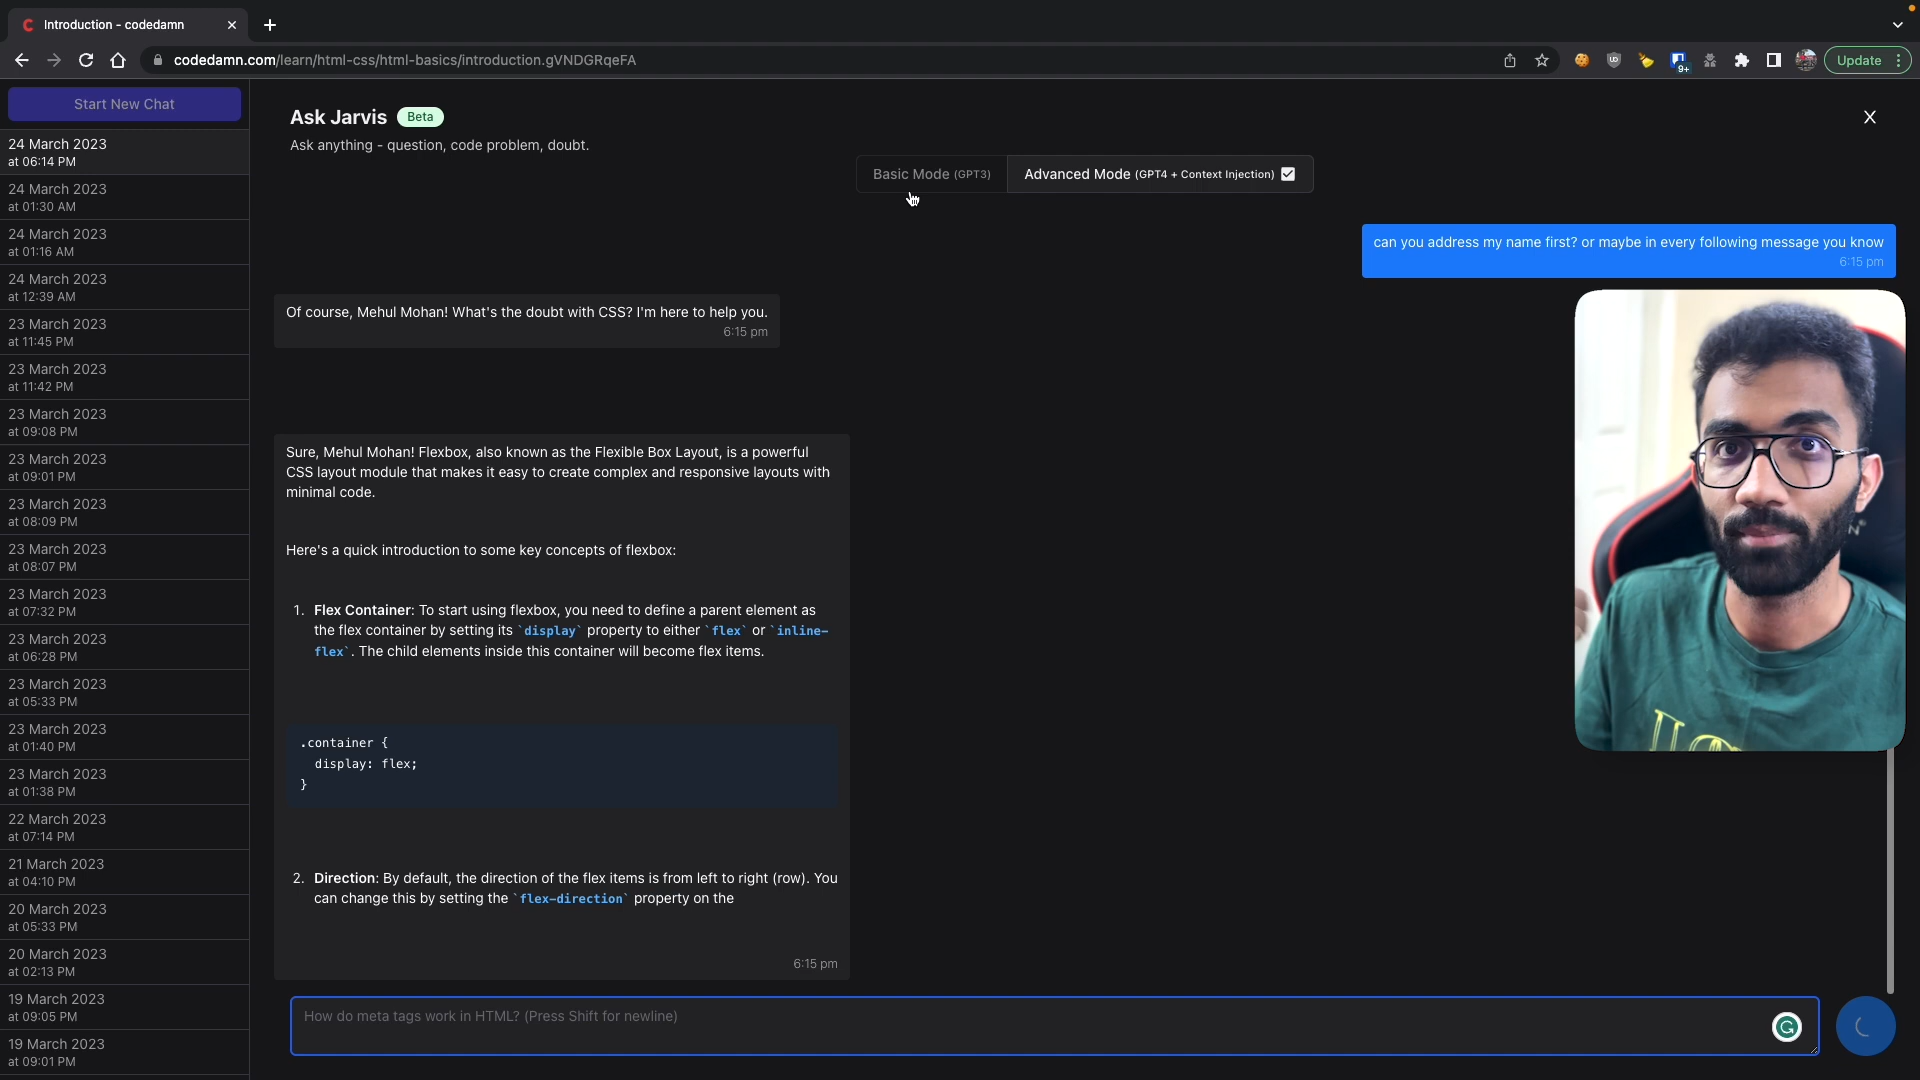 Introduction - codedamn
codedamn.com/learn/html-css/html-basics/introduction.gVNDGRqeFA
9+
Update
Start New Chat
24 March 2023
at 06:14 PM
24 March 2023
at 01:30 AM
24 March 2023
at 01:16 AM
24 March 2023
at 12:39 AM
23 March 2023
at 11:45 PM
23 March 2023
at 11:42 PM
23 March 2023
at 09:08 PM
23 March 2023
at 09:01 PM
23 March 2023
at 08:09 PM
23 March 2023
at 08:07 PM
23 March 2023
at 07:32 PM
23 March 2023
at 06:28 PM
23 March 2023
at 05:33 PM
23 March 2023
at 01:40 PM
23 March 2023
at 01:38 PM
22 March 2023
at 07:14 PM
21 March 2023
at 04:10 PM
20 March 2023
at 05:33 PM
20 March 2023
at 02:13 PM
19 March 2023
at 09:05 PM
19 March 2023
at 09:01 PM
Ask Jarvis Beta
Ask anything - question, code problem, doubt.
Basic Mode (GPT3) Advanced Mode (GPT4 + Context Injection)
can you address my name first? or maybe in every following message you know
6:15 pm
Of course, Mehul Mohan! What's the doubt with CSS? I'm here to help you.
6:15 pm
Sure, Mehul Mohan! Flexbox, also known as the Flexible Box Layout, is a powerful
CSS layout module that makes it easy to create complex and responsive layouts with
minimal code.
Here's a quick introduction to some key concepts of flexbox:
1. Flex Container: To start using flexbox, you need to define a parent element as
the flex container by setting its `display` property to either `flex` or `inline-
flex`. The child elements inside this container will become flex items.
.container {
display: flex;
}
2. Direction: By default, the direction of the flex items is from left to right (row). You
can change this by setting the `flex-direction` property on the
6:15 pm
How do meta tags work in HTML? (Press Shift for newline)